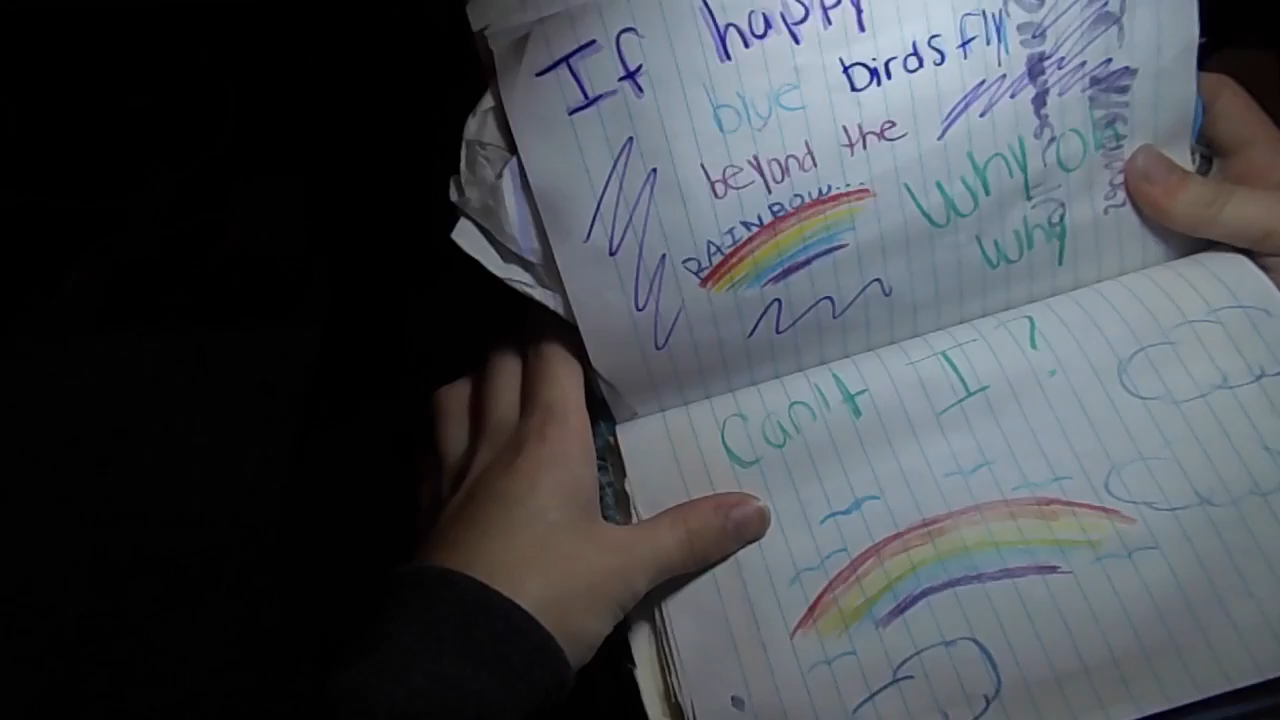 If happy
blue birds fly
beyond the
RAINBOW...
Why oh
why
Can't I ?